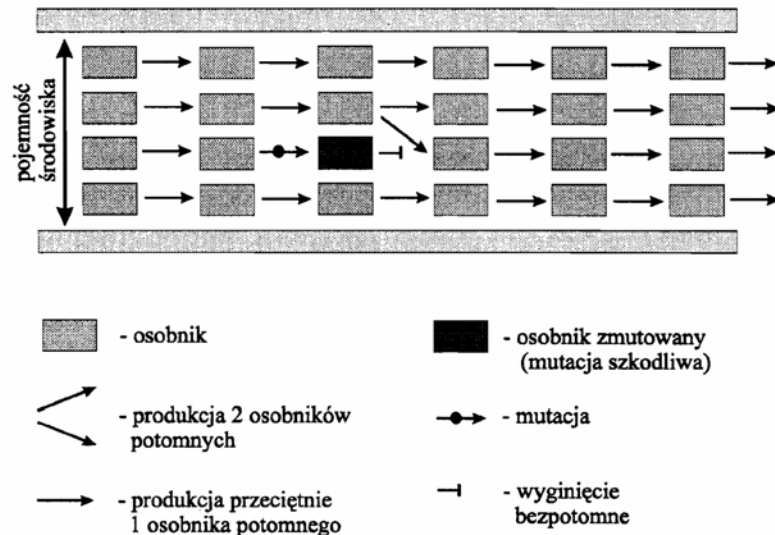 pojemność
środowiska
- osobnik
- osobnik zmutowany
(mutacja szkodliwa)
- produkcja 2 osobników
potomnych
- mutacja
- produkcja przeciętnie
1 osobnika potomnego
- wyginięcie
bezpotomne